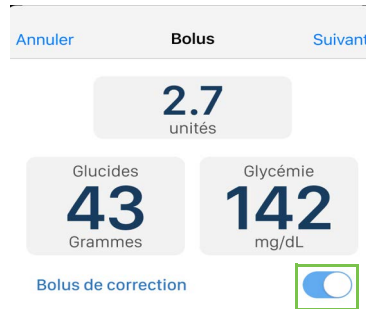 Annuler Bolus Suivant
2.7
unités
Glucides Glycémie
43 142
Grammes mg/dL
Bolus de correction